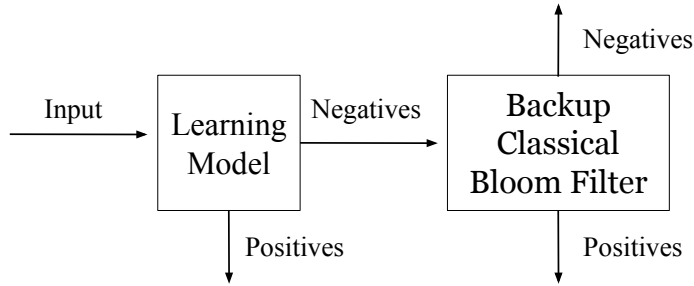 Negatives
Input
Learning
Model
Negatives
Backup
Classical
Bloom Filter
Positives
Positives